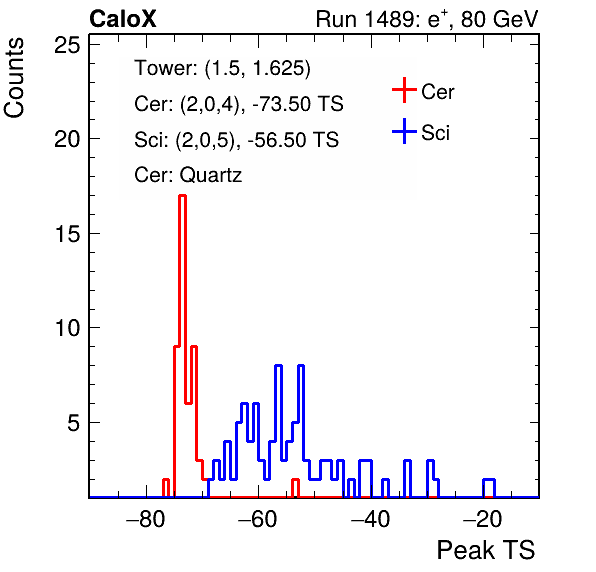 CaloX Run 1489: e⁺, 80 GeV
Counts
25
20
15
10
5
Tower: (1.5, 1.625)
Cer: (2,0,4), -73.50 TS
Sci: (2,0,5), -56.50 TS
Cer: Quartz
Cer
Sci
−80 −60 −40 −20
Peak TS